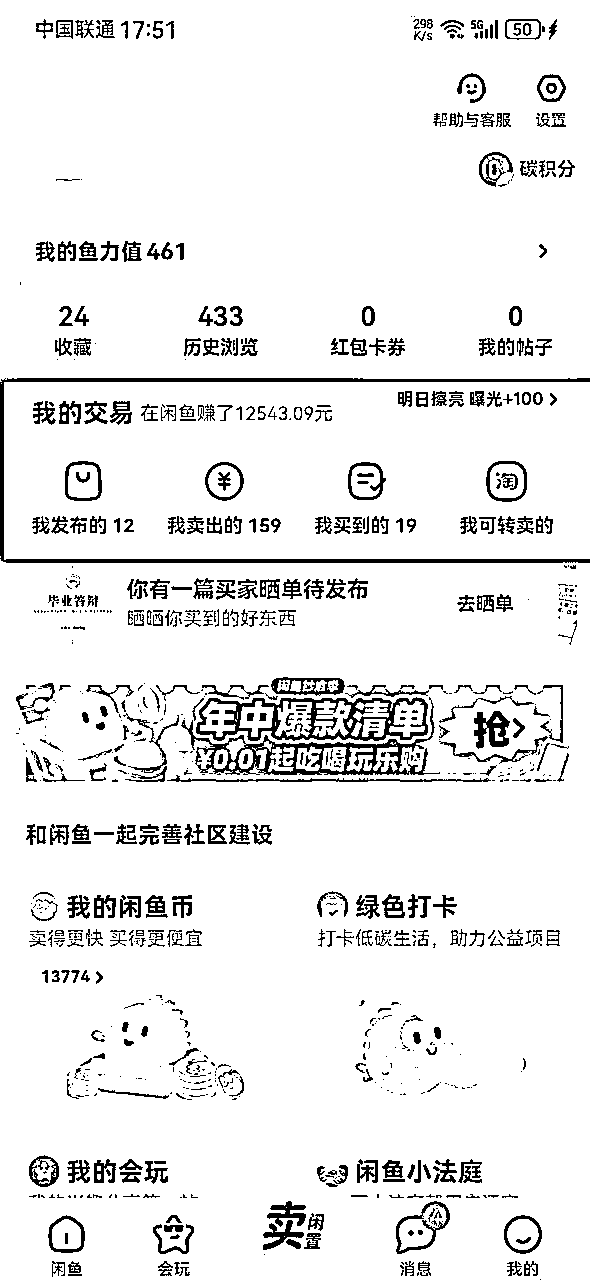 中国联通 17:51 298 K/s 5G 50
帮助与客服 设置
碳积分
我的鱼力值 461
24 433 0 0
收藏 历史浏览 红包卡券 我的帖子
我的交易 在闲鱼赚了12543.09元 明日擦亮 曝光+100
我发布的 12 我卖出的 159 我买到的 19 我可转卖的
淘
毕业答辩
你有一篇买家晒单待发布
晒晒你买到的好东西
去晒单
年中爆款清单
¥0.01起吃喝玩乐购
抢
和闲鱼一起完善社区建设
我的闲鱼币 绿色打卡
卖得更快 买得更便宜 打卡低碳生活，助力公益项目
13774
我的会玩 闲鱼小法庭
卖闲置
闲鱼 会玩 消息 我的